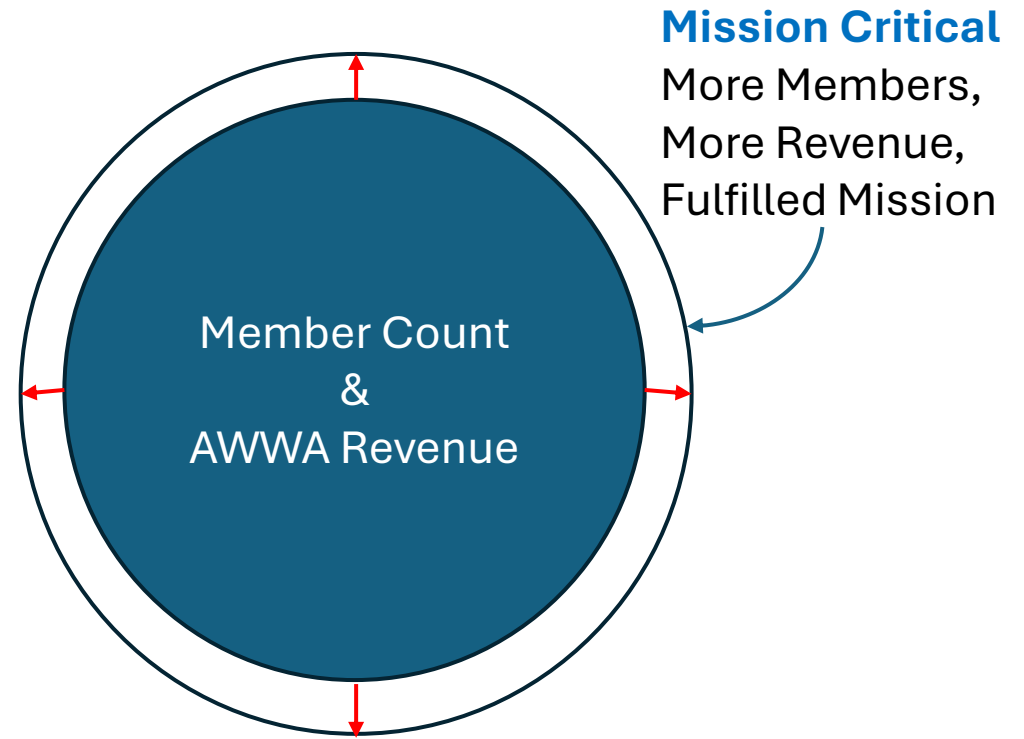 Mission Critical
More Members,
More Revenue,
Fulfilled Mission
Member Count
&
AWWA Revenue